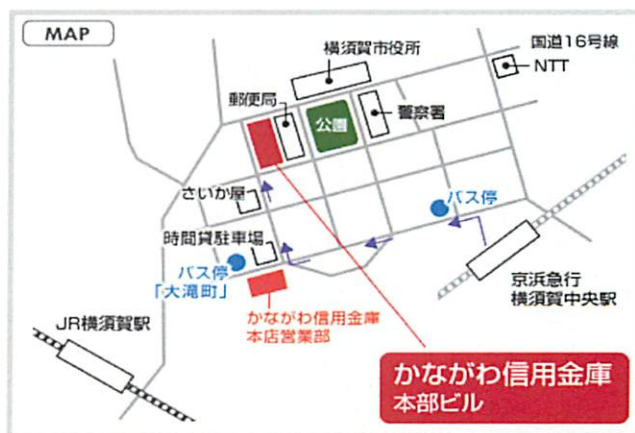 MAP
横須賀市役所
国道16号線
NTT
郵便局
公園
警察署
さいか屋
バス停
時間貸駐車場
バス停
「大滝町」
京浜急行
横須賀中央駅
かながわ信用金庫
本店営業部
JR横須賀駅
かながわ信用金庫
本部ビル